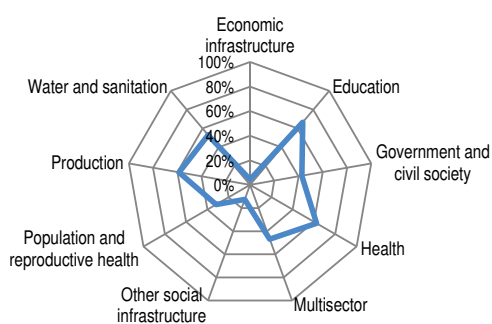 Economic
infrastructure
100%
80%
60%
40%
20%
0%
Education
Government and
civil society
Health
Multisector
Other social
infrastructure
Population and
reproductive health
Production
Water and sanitation